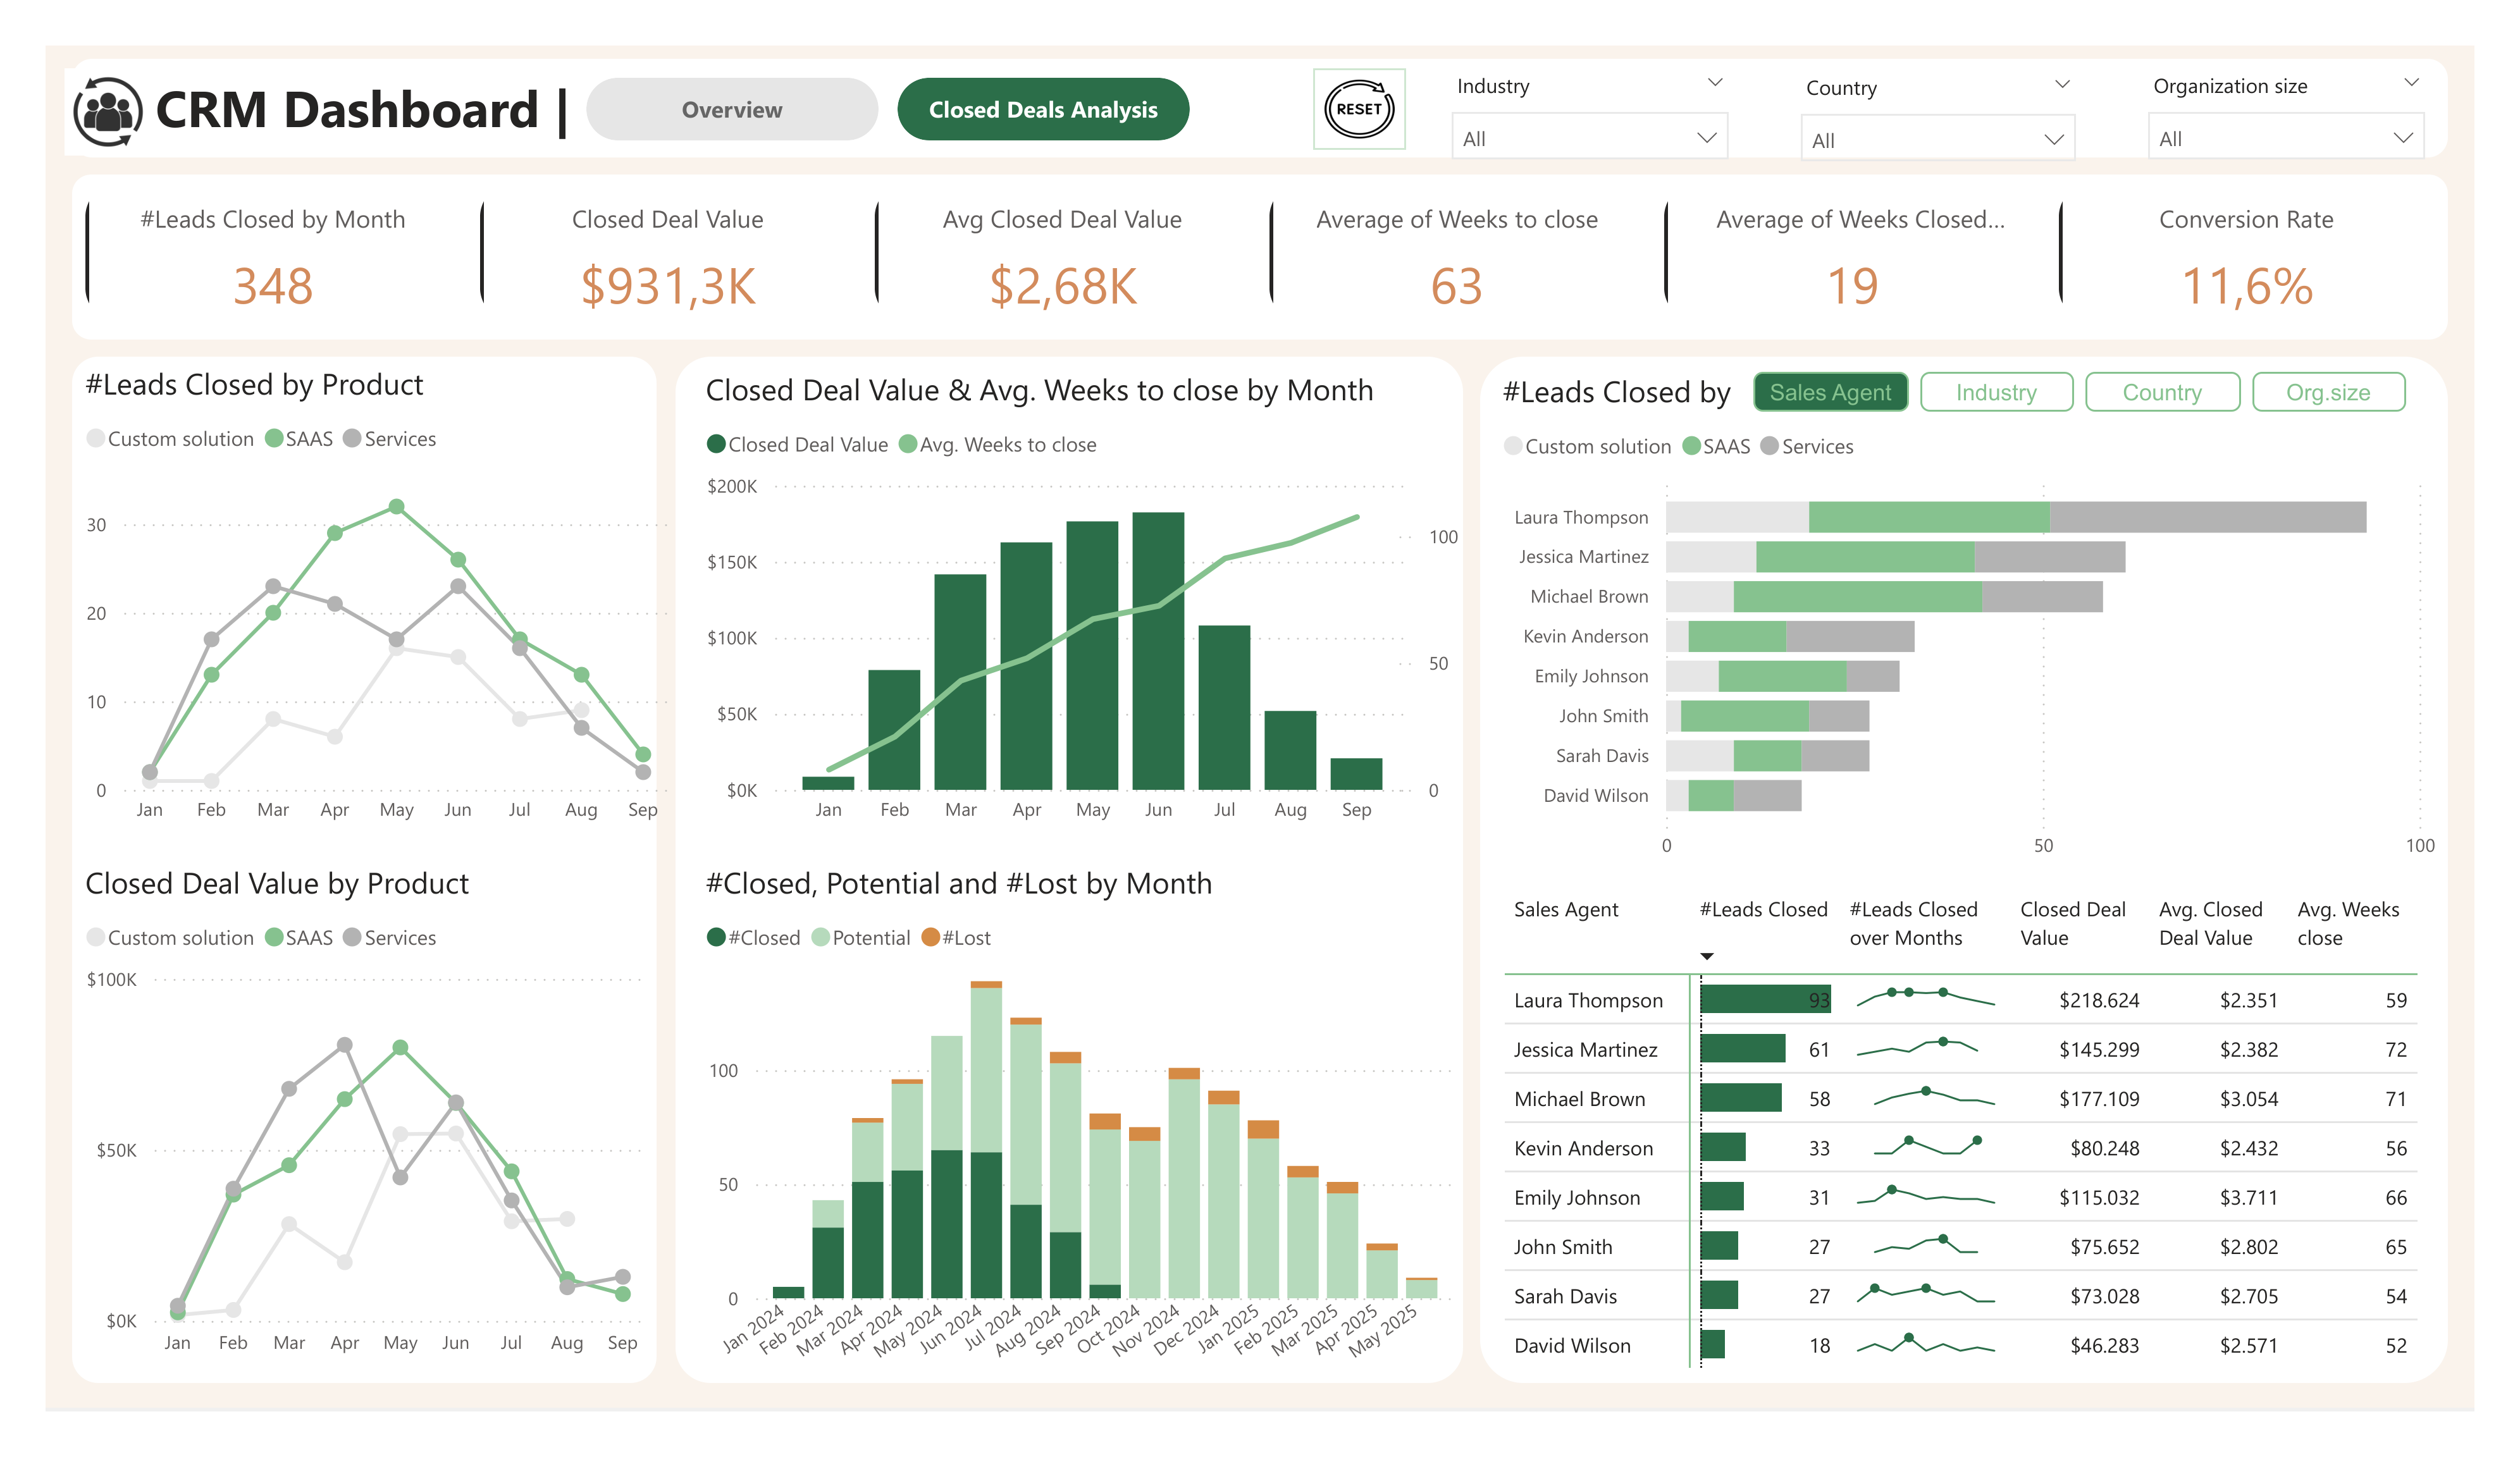 CRM Dashboard |
Overview
Closed Deals Analysis
RESET
Industry
All
Country
All
Organization size
All
#Leads Closed by Month
348
Closed Deal Value
$931,3K
Avg Closed Deal Value
$2,68K
Average of Weeks to close
63
Average of Weeks Closed...
19
Conversion Rate
11,6%
#Leads Closed by Product
Custom solution SAAS Services
30
20
10
0
Jan Feb Mar Apr May Jun Jul Aug Sep
Closed Deal Value by Product
Custom solution SAAS Services
$100K
$50K
$0K
Jan Feb Mar Apr May Jun Jul Aug Sep
Closed Deal Value & Avg. Weeks to close by Month
Closed Deal Value Avg. Weeks to close
$200K
$150K
$100K
$50K
$0K
100
50
0
Jan Feb Mar Apr May Jun Jul Aug Sep
#Closed, Potential and #Lost by Month
#Closed Potential #Lost
100
50
0
Jan 2024 Feb 2024 Mar 2024 Apr 2024 May 2024 Jun 2024 Jul 2024 Aug 2024 Sep 2024 Oct 2024 Nov 2024 Dec 2024 Jan 2025 Feb 2025 Mar 2025 Apr 2025 May 2025
#Leads Closed by
Sales Agent
Industry
Country
Org.size
Custom solution SAAS Services
Laura Thompson
Jessica Martinez
Michael Brown
Kevin Anderson
Emily Johnson
John Smith
Sarah Davis
David Wilson
0 50 100
Sales Agent #Leads Closed #Leads Closed Closed Deal Avg. Closed Avg. Weeks
over Months Value Deal Value close
Laura Thompson 93 $218.624 $2.351 59
Jessica Martinez 61 $145.299 $2.382 72
Michael Brown 58 $177.109 $3.054 71
Kevin Anderson 33 $80.248 $2.432 56
Emily Johnson 31 $115.032 $3.711 66
John Smith 27 $75.652 $2.802 65
Sarah Davis 27 $73.028 $2.705 54
David Wilson 18 $46.283 $2.571 52